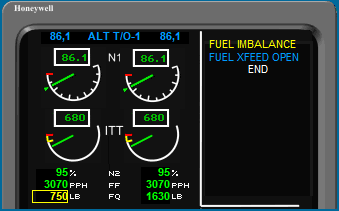 Honeywell
86,1 ALT T/O-1 86,1
86.1 N1 86.1
680 ITT 680
95% N2 95%
3070 PPH FF 3070 PPH
750 LB FQ 1630 LB
FUEL IMBALANCE
FUEL XFEED OPEN
END